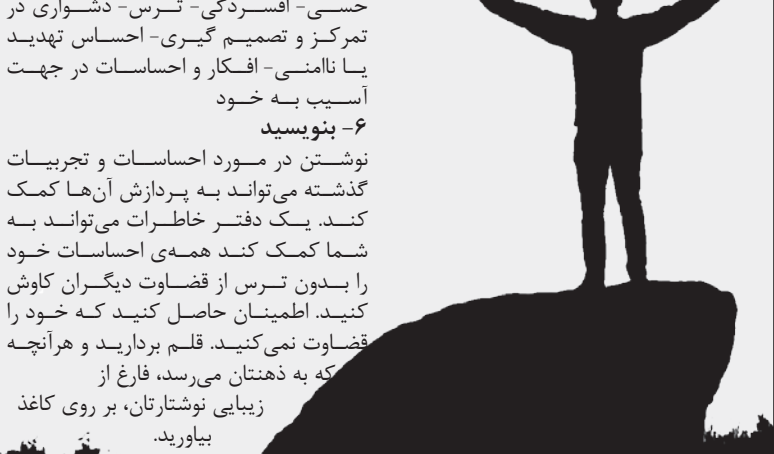 حسی- افسردگی- ترس- دشواری در
تمرکز و تصمیم گیری- احساس تهدید
یا ناامنی- افکار و احساسات در جهت
آسیب به خود
۶- بنویسید
نوشتن در مورد احساسات و تجربیات
گذشته می‌تواند به پردازش آن‌ها کمک
کند. یک دفتر خاطرات می‌تواند به
شما کمک کند همه‌ی احساسات خود
را بدون ترس از قضاوت دیگران کاوش
کنید. اطمینان حاصل کنید که خود را
قضاوت نمی‌کنید. قلم بردارید و هرآنچه
که به ذهنتان می‌رسد، فارغ از
زیبایی نوشتارتان، بر روی کاغذ
بیاورید.